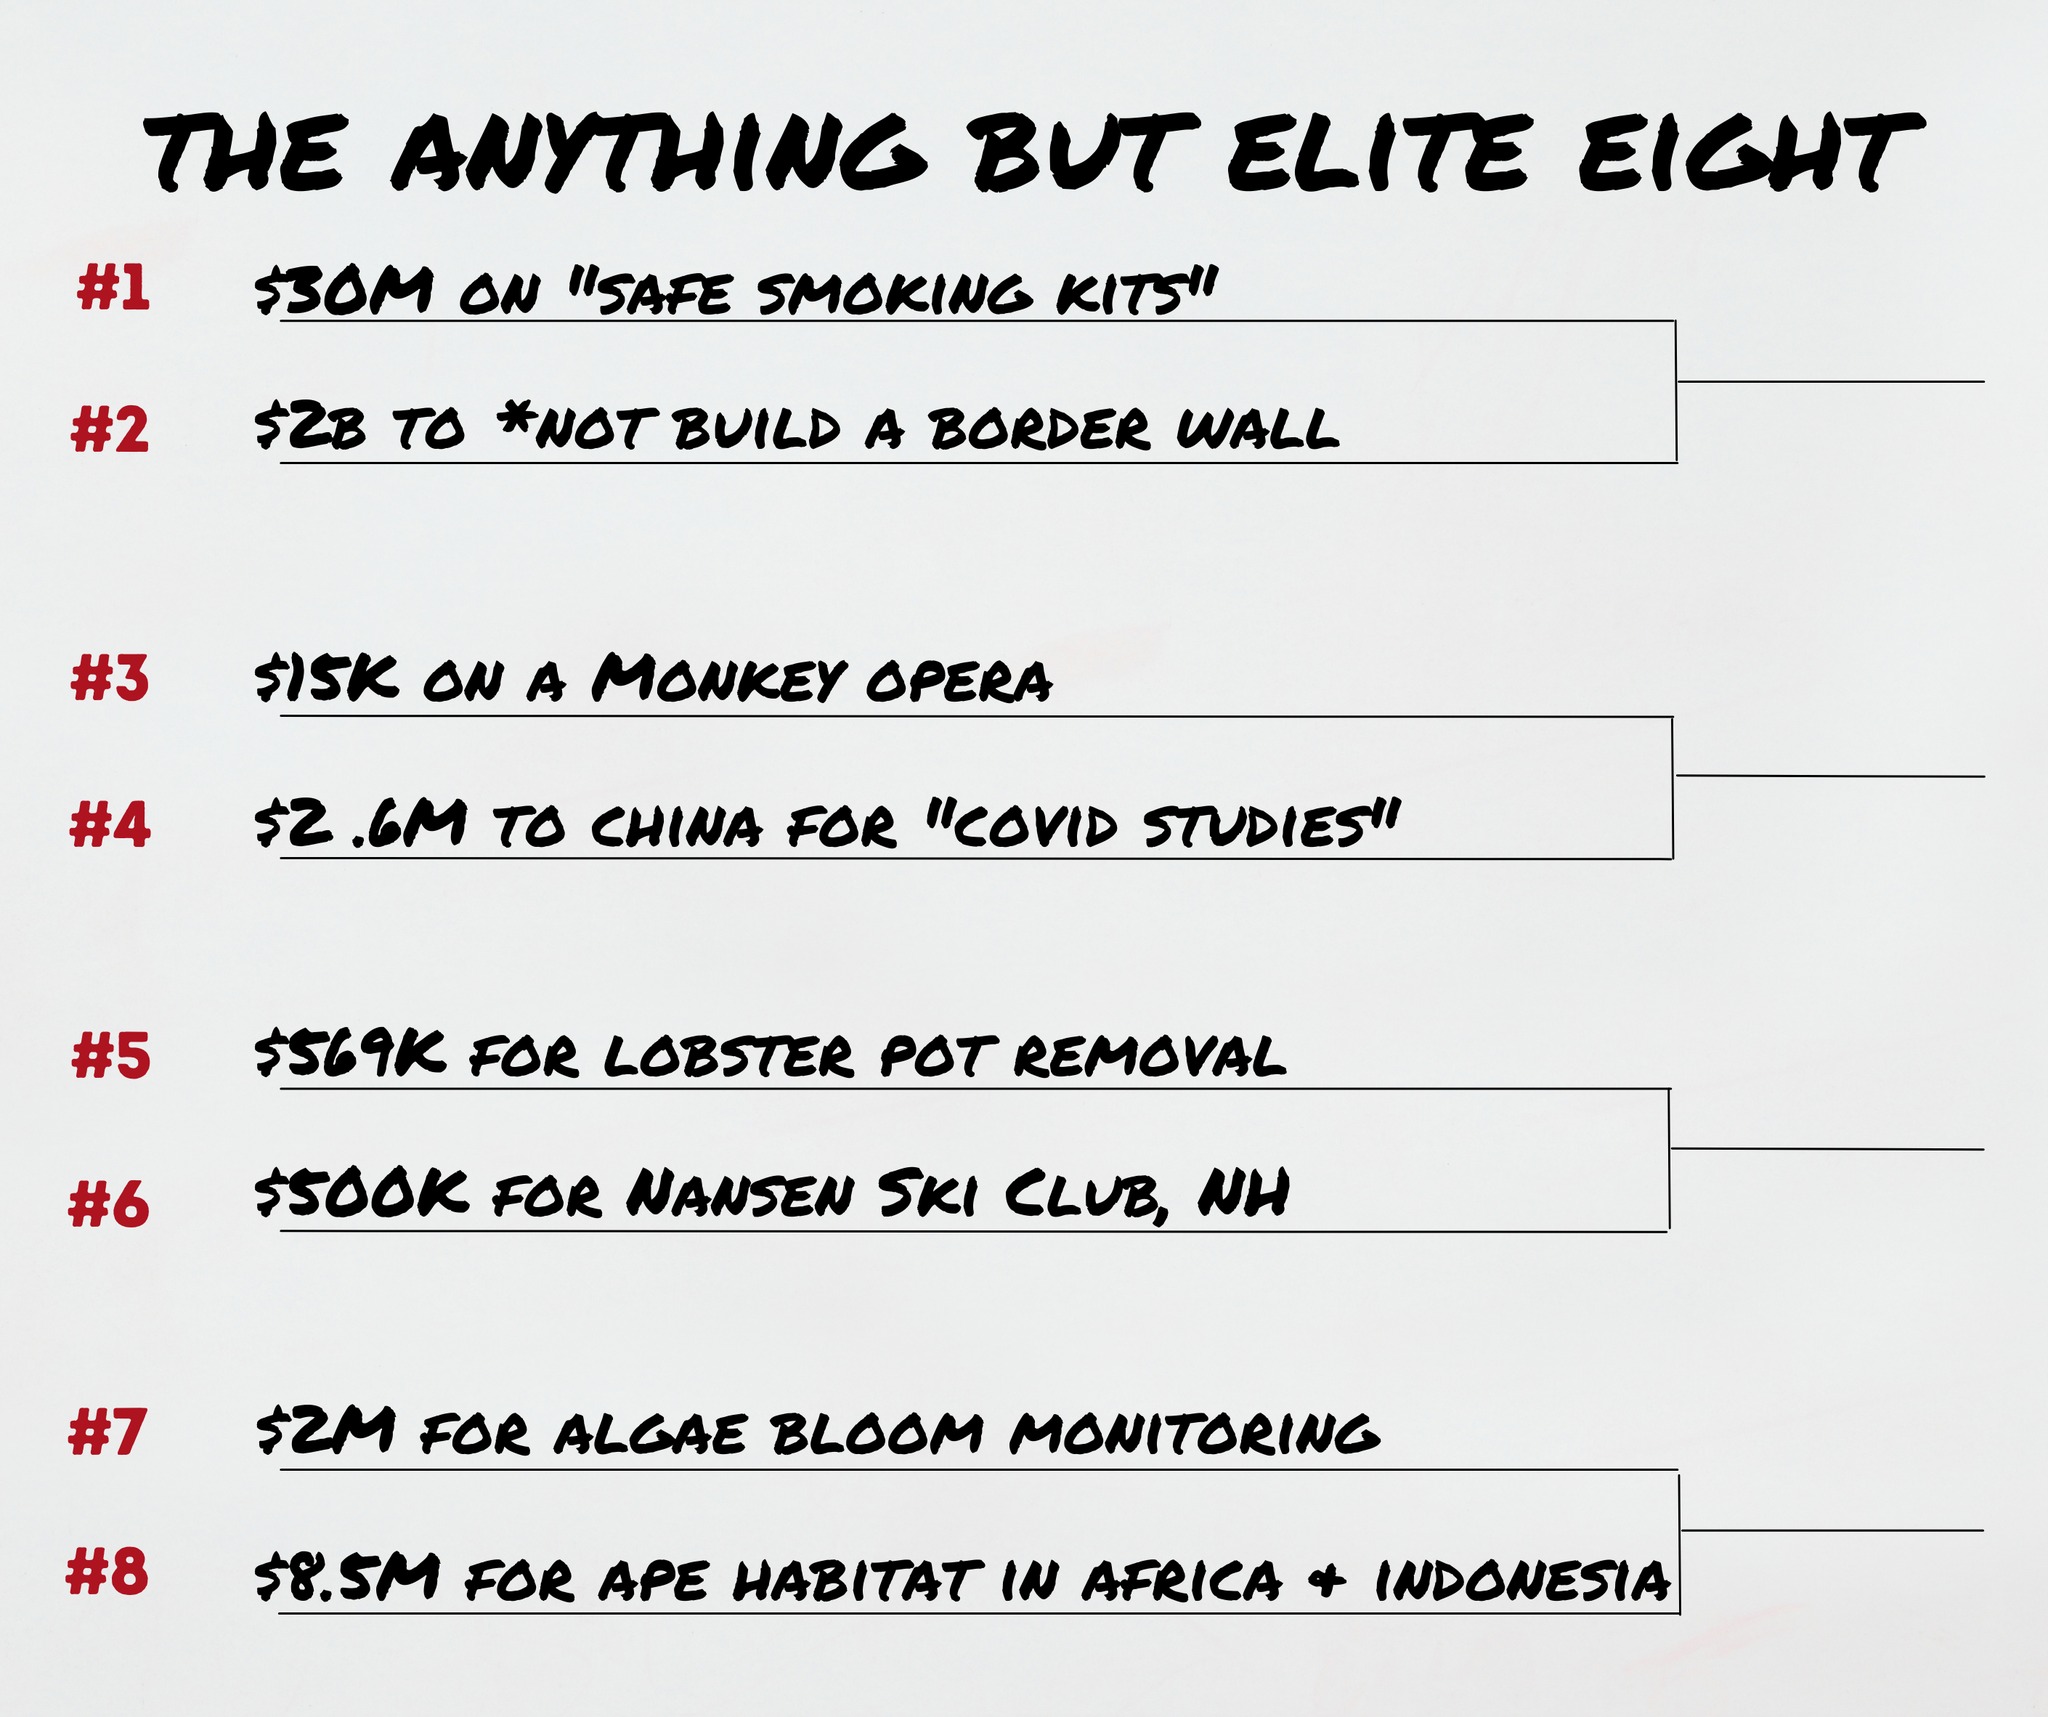 THE ANYTHING BUT ELITE EIGHT
#1 $30M ON "SAFE SMOKING KITS"
#2 $2B TO *NOT BUILD A BORDER WALL
#3 $15K ON A MONKEY OPERA
#4 $2.6M TO CHINA FOR "COVID STUDIES"
#5 $569K FOR LOBSTER POT REMOVAL
#6 $500K FOR NANSEN SKI CLUB, NH
#7 $2M FOR ALGAE BLOOM MONITORING
#8 $8.5M FOR APE HABITAT IN AFRICA & INDONESIA